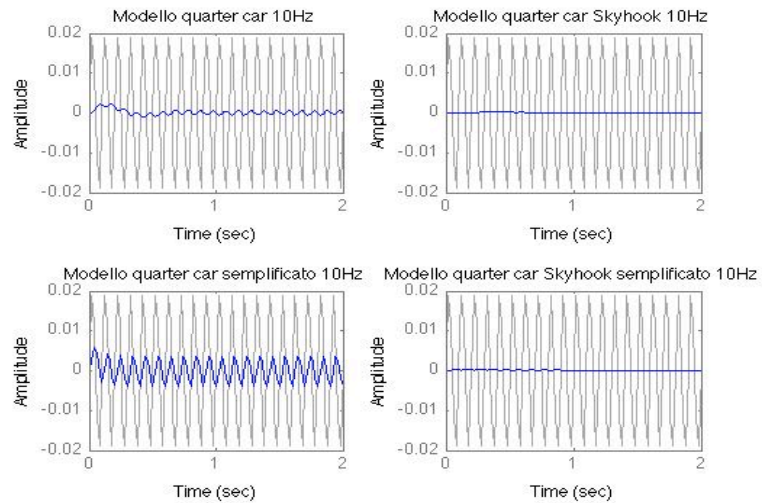 Modello quarter car 10Hz
0.02
0.01
0
-0.01
-0.02
Amplitude
0
1
2
Time (sec)
Modello quarter car Skyhook 10Hz
0.02
0.01
0
-0.01
-0.02
Amplitude
0
1
2
Time (sec)
Modello quarter car semplificato 10Hz
0.02
0.01
0
-0.01
-0.02
Amplitude
0
1
2
Time (sec)
Modello quarter car Skyhook semplificato 10Hz
0.02
0.01
0
-0.01
-0.02
Amplitude
0
1
2
Time (sec)